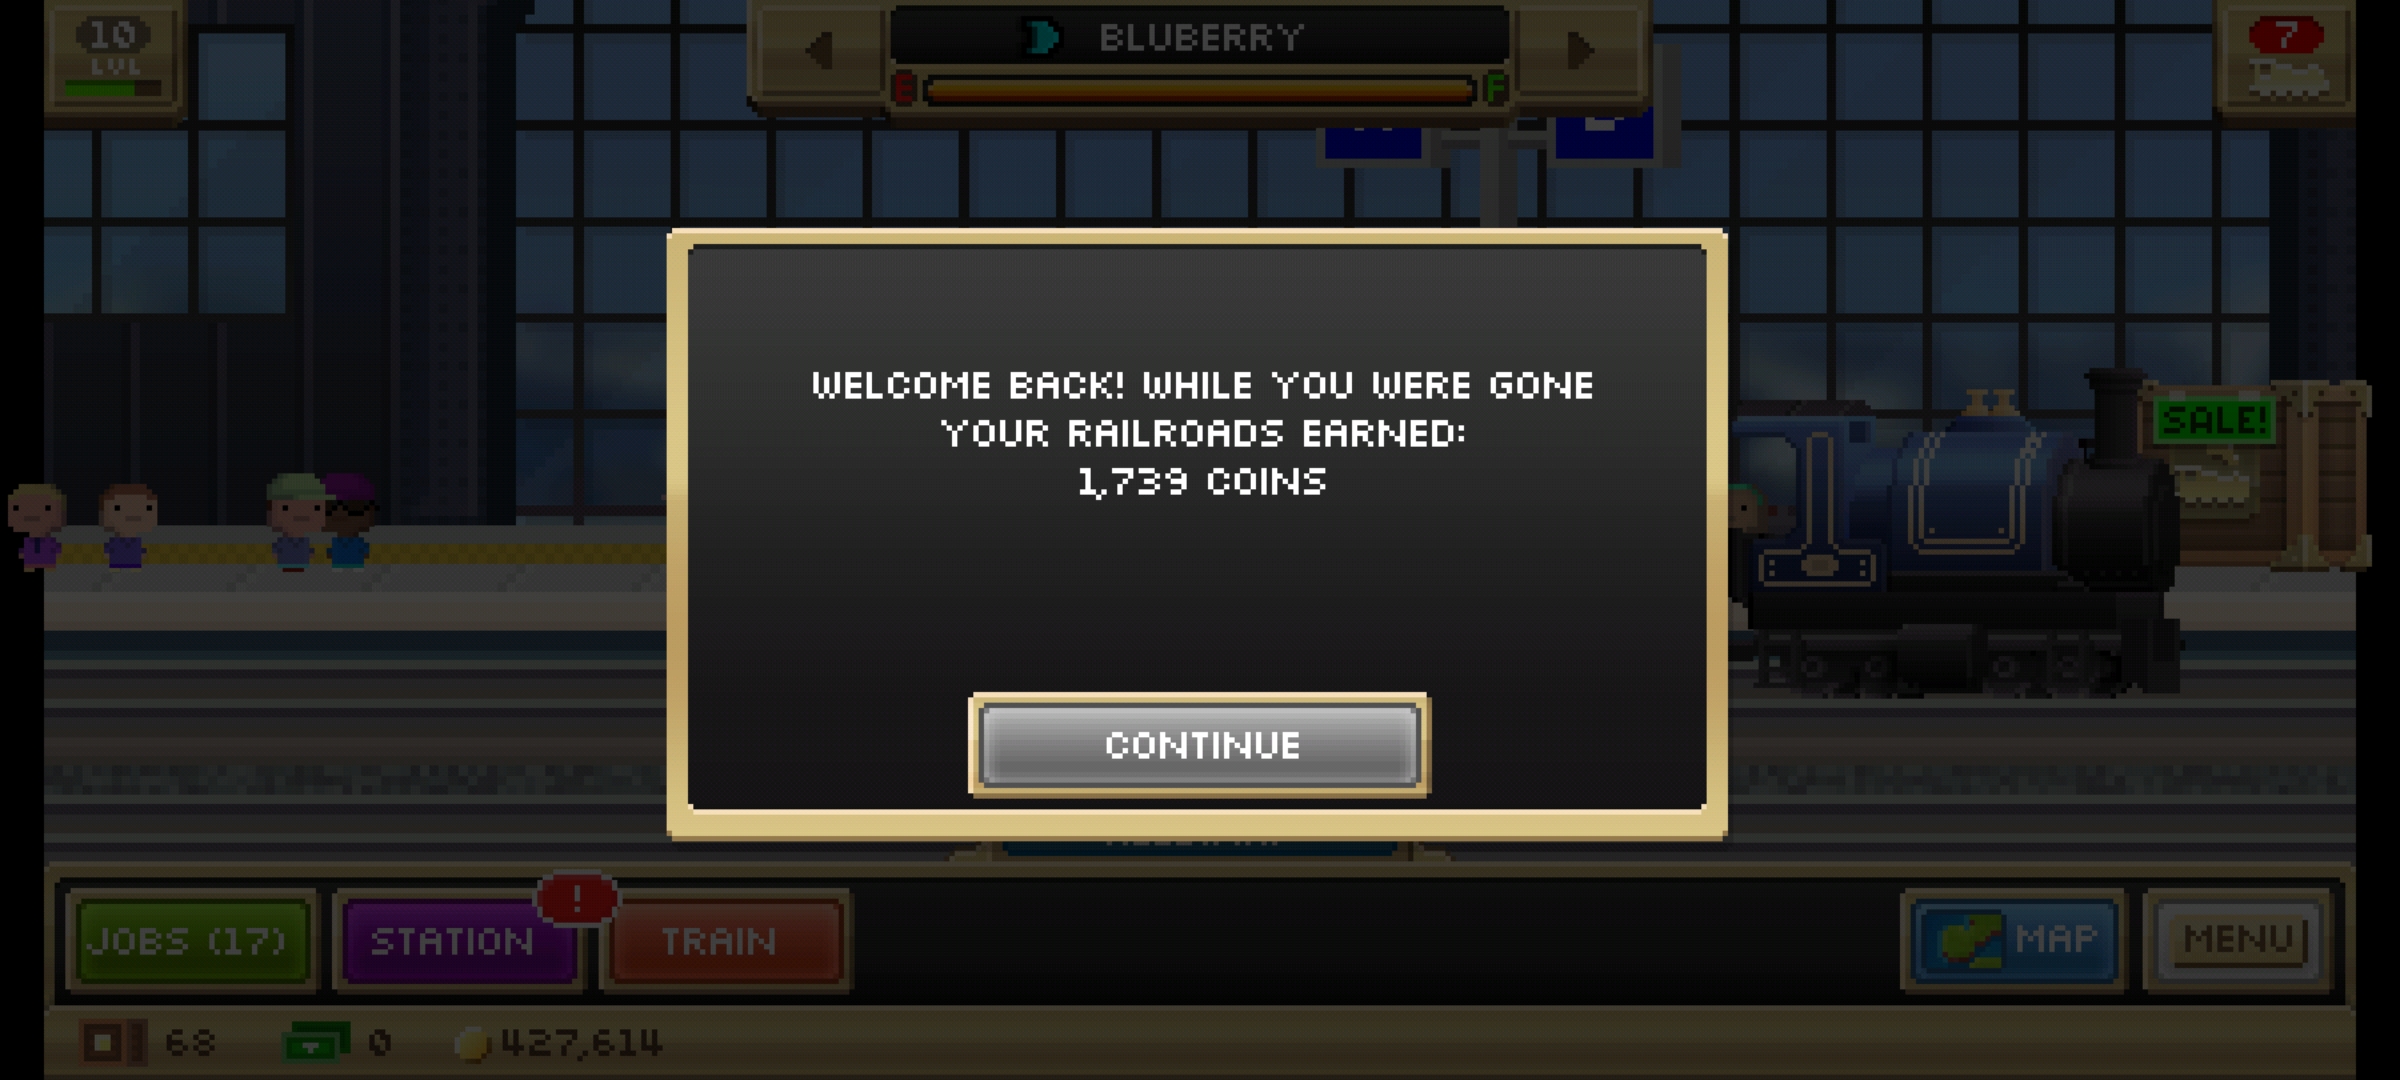 10
LVL
BLUBERRY
E
F
7
WELCOME BACK! WHILE YOU WERE GONE
YOUR RAILROADS EARNED:
1,739 COINS
SALE!
CONTINUE
JOBS (17)
STATION
!
TRAIN
MAP
MENU
68
0
427,614